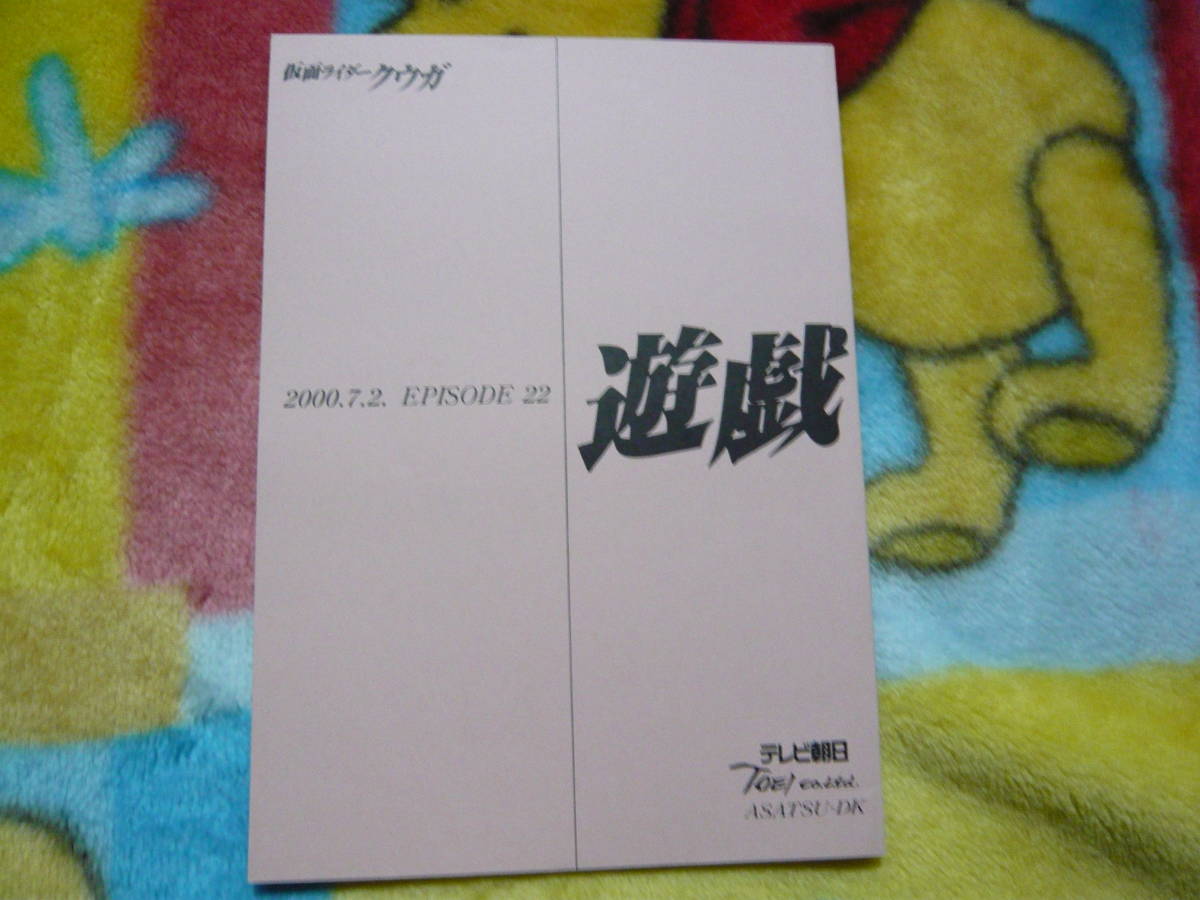 仮面ライダークウガ
2000.7.2. EPISODE 22
遊戯
テレビ朝日
TOEI CO.LTD.
ASATSU-DK